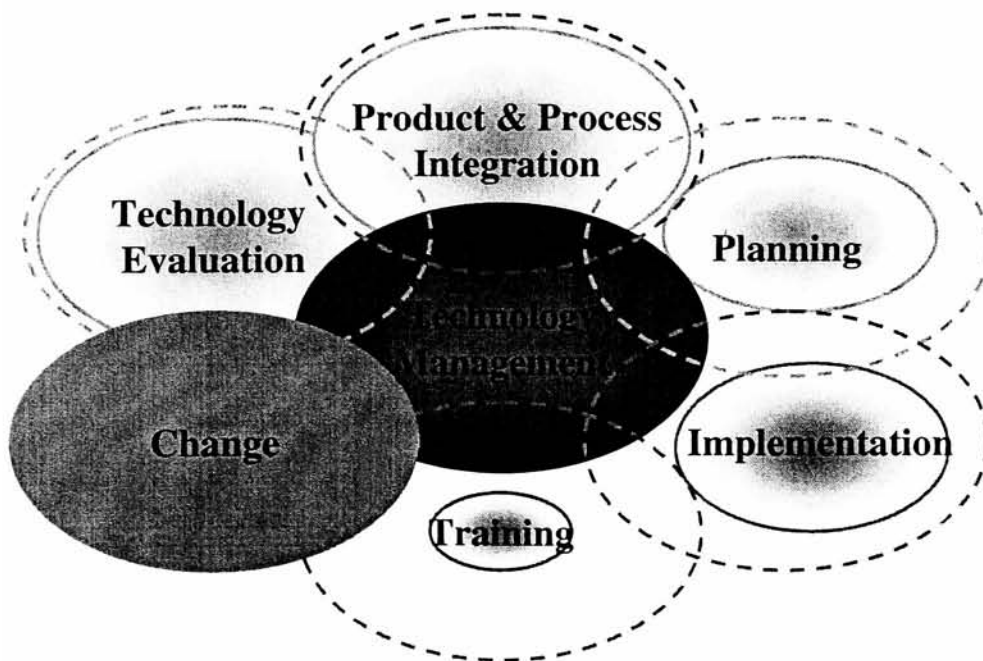 Product & Process
Integration
Technology
Evaluation
Planning
Technology
Management
Change
Implementation
Training